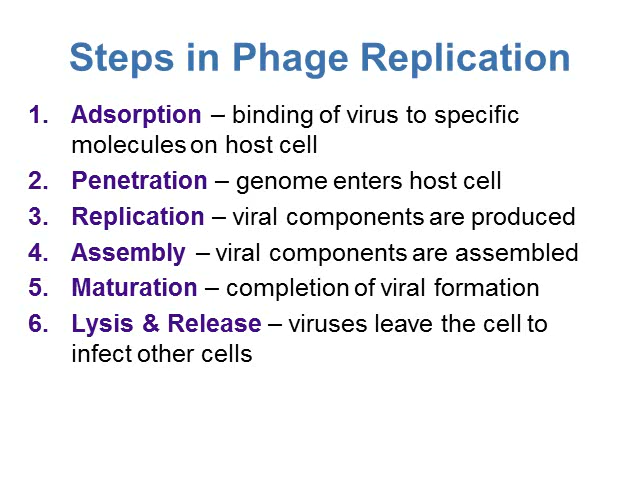 Steps in Phage Replication
1. Adsorption – binding of virus to specific
molecules on host cell
2. Penetration – genome enters host cell
3. Replication – viral components are produced
4. Assembly – viral components are assembled
5. Maturation – completion of viral formation
6. Lysis & Release – viruses leave the cell to
infect other cells